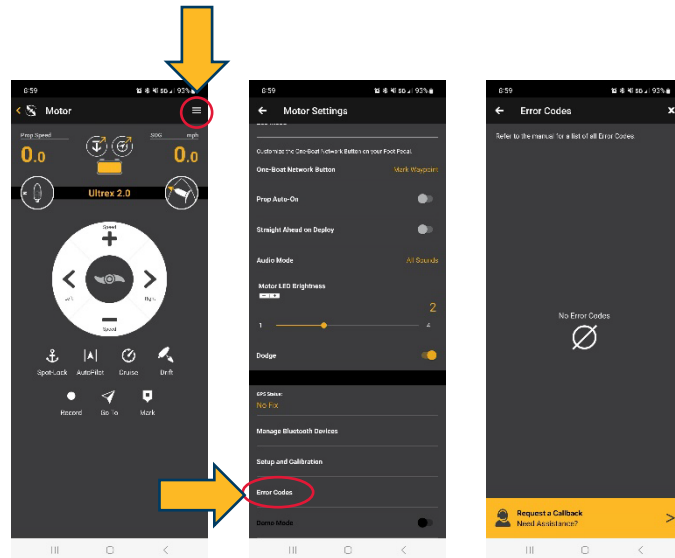 8:59
93%
Motor
Prop Speed
0.0
SOG
mph
0.0
Ultrex 2.0
Speed
Left
Right
Speed
Spot-Lock
AutoPilot
Cruise
Drift
Record
Go To
Mark
8:59
93%
Motor Settings
Customize the One-Boat Network Button on your Foot Pedal.
One-Boat Network Button
Mark Waypoint
Prop Auto-On
Straight Ahead on Deploy
Audio Mode
All Sounds
Motor LED Brightness
2
1
4
Dodge
GPS Status:
No Fix
Manage Bluetooth Devices
Setup and Calibration
Error Codes
Demo Mode
8:59
93%
Error Codes
Refer to the manual for a list of all Error Codes.
No Error Codes
Request a Callback
Need Assistance?